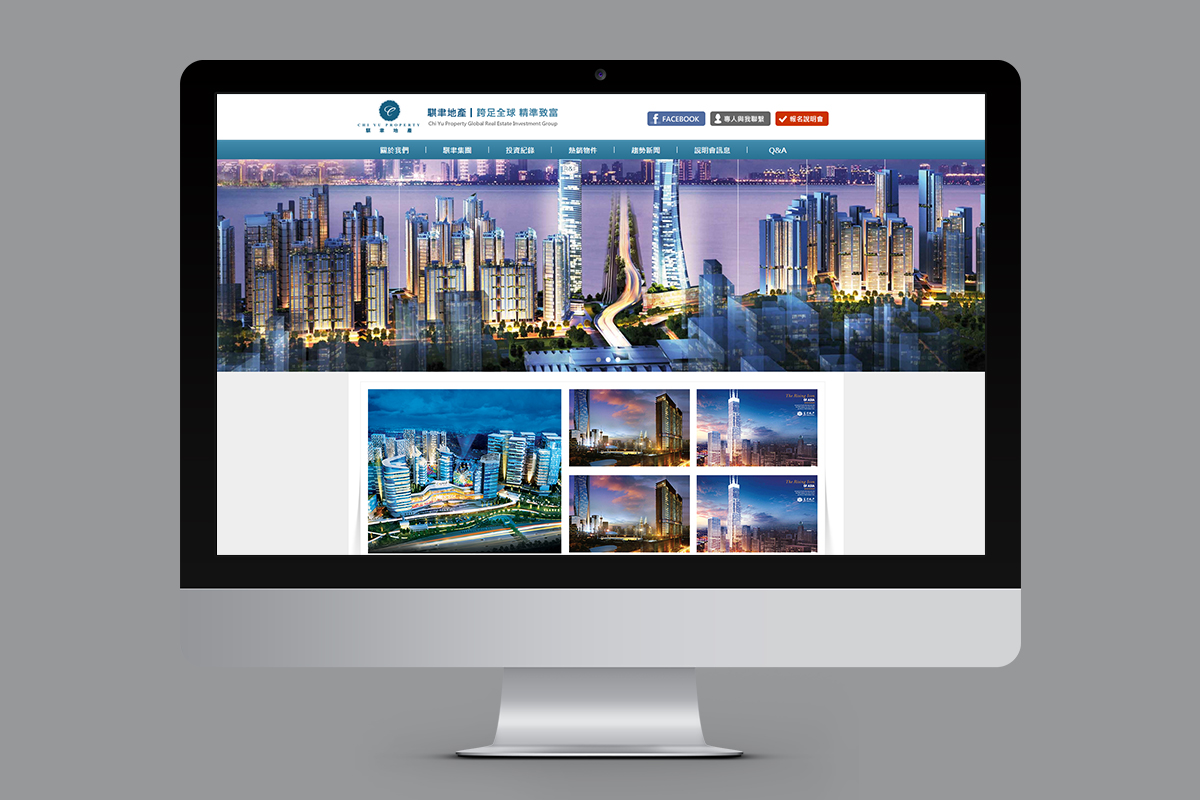 CHI YU PROPERTY
騏聿地產
騏聿地產 | 跨足全球 精準致富
Chi Yu Property Global Real Estate Investment Group
FACEBOOK
專人與我聯繫
報名說明會
關於我們 | 騏聿集團 | 投資紀錄 | 熱銷物件 | 趨勢新聞 | 說明會訊息 | Q&A
The Rising Icon
OF ASIA
The Rising Icon
OF ASIA